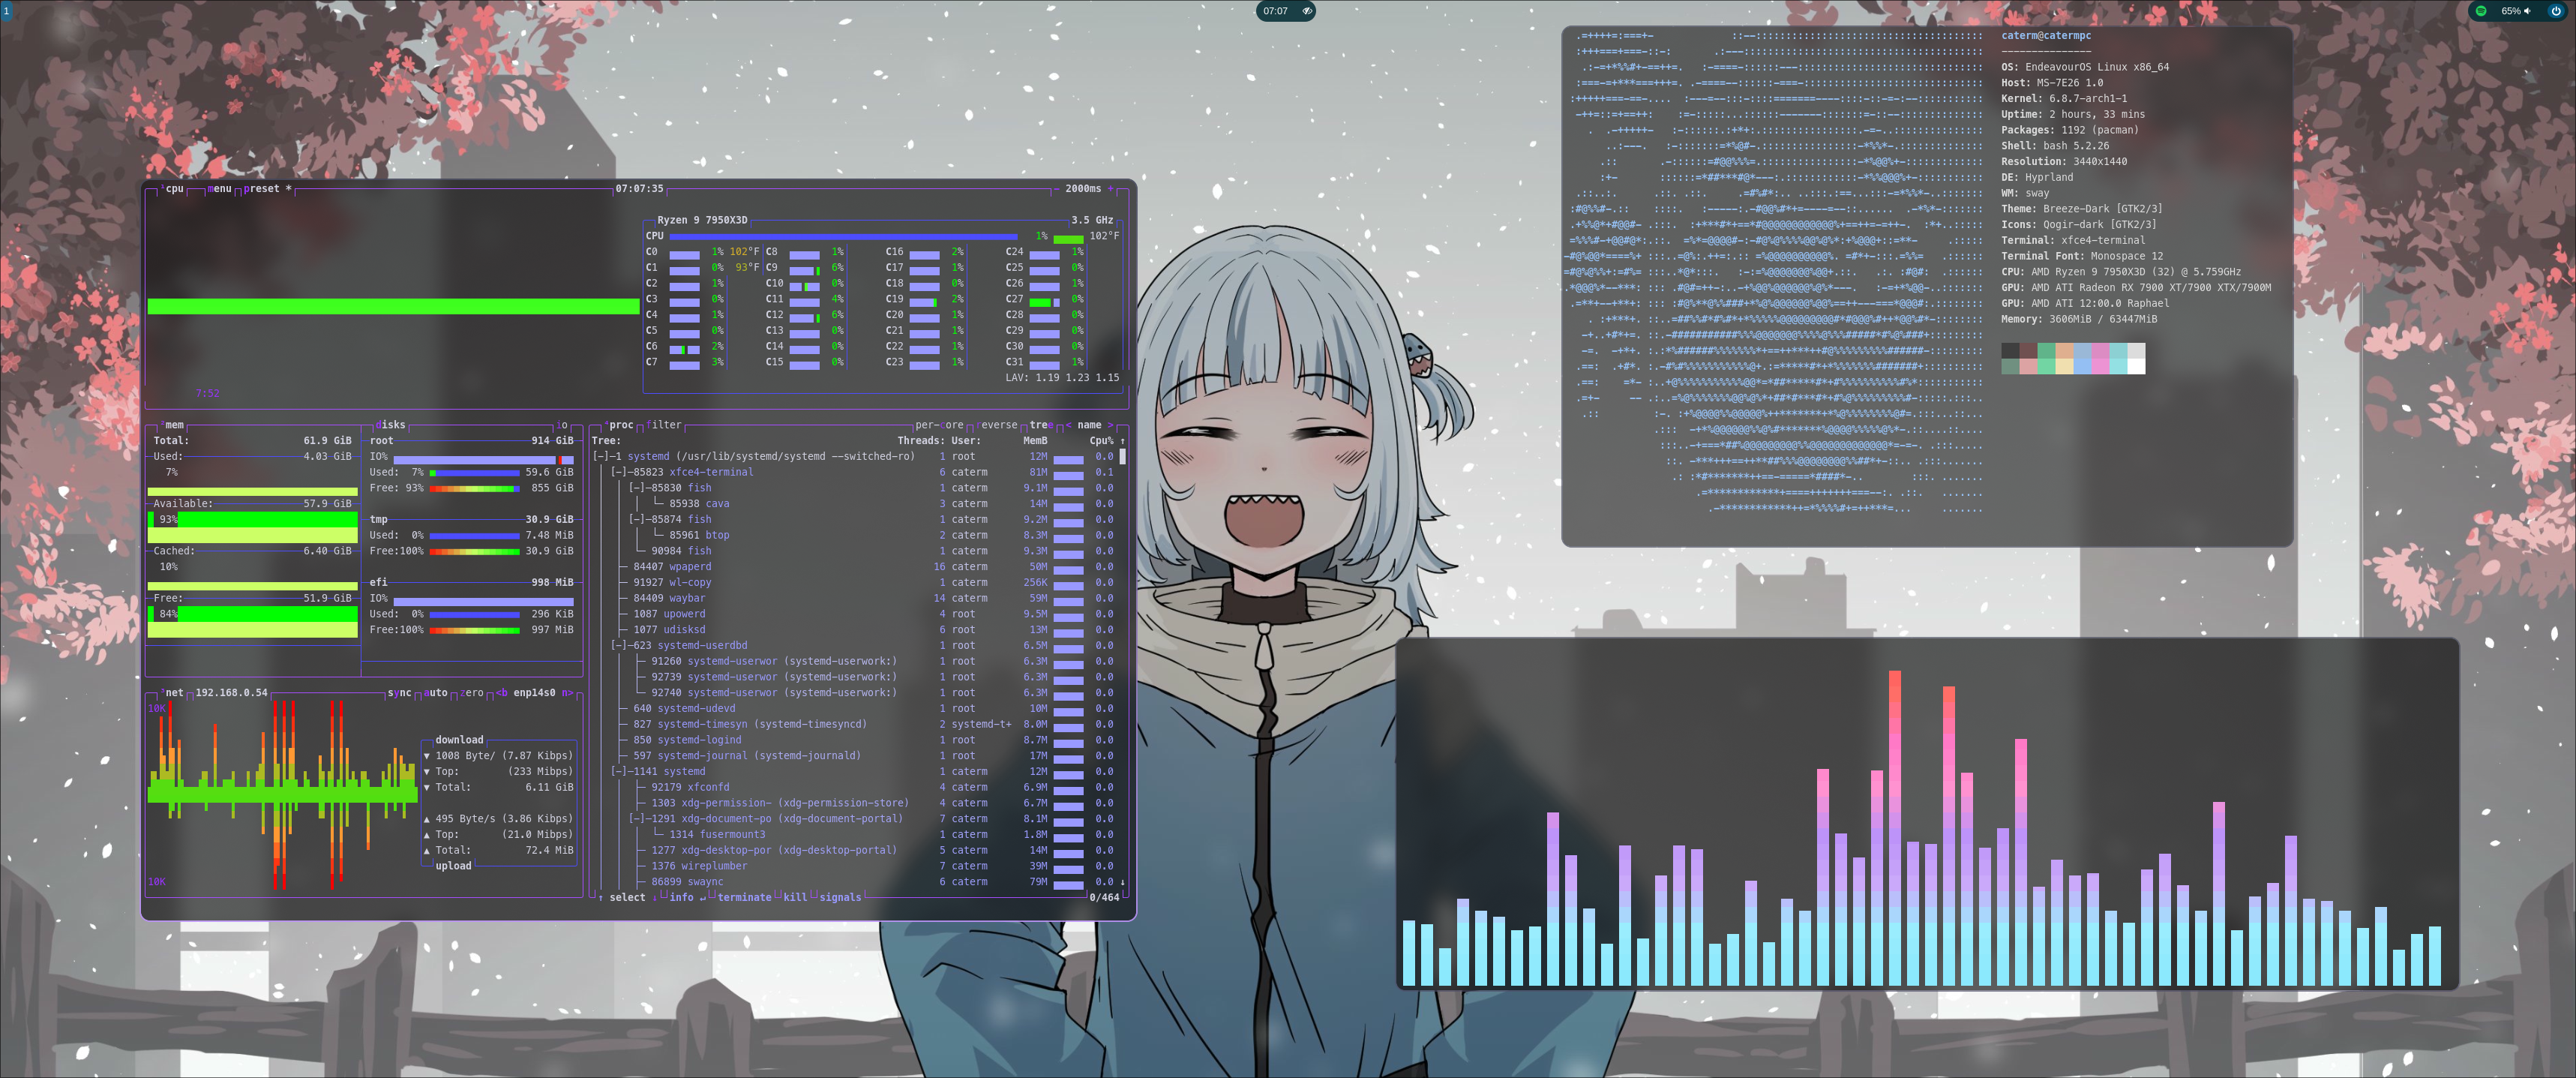 1
07:07
65%
¹cpu menu preset * 07:07:35 - 2000ms +
Ryzen 9 7950X3D 3.5 GHz
CPU 1% 102°F
C0 1% 102°F C8 1% C16 2% C24 1%
C1 0% 93°F C9 6% C17 1% C25 0%
C2 1% C10 0% C18 0% C26 1%
C3 0% C11 4% C19 2% C27 0%
C4 1% C12 6% C20 1% C28 0%
C5 0% C13 0% C21 1% C29 0%
C6 2% C14 0% C22 1% C30 0%
C7 3% C15 0% C23 1% C31 1%
LAV: 1.19 1.23 1.15
7:52
²mem disks io
Total: 61.9 GiB
Used: 4.03 GiB
7%
Available: 57.9 GiB
93%
Cached: 6.40 GiB
10%
Free: 51.9 GiB
84%
root 914 GiB
IO%
Used: 7% 59.6 GiB
Free: 93% 855 GiB
tmp 30.9 GiB
Used: 0% 7.48 MiB
Free:100% 30.9 GiB
efi 998 MiB
IO%
Used: 0% 296 KiB
Free:100% 997 MiB
³net 192.168.0.54 sync auto zero <b enp14s0 n>
10K
10K
download
▼ 1008 Byte/ (7.87 Kibps)
▼ Top: (233 Mibps)
▼ Total: 6.11 GiB
▲ 495 Byte/s (3.86 Kibps)
▲ Top: (21.0 Mibps)
▲ Total: 72.4 MiB
upload
⁴proc filter per-core reverse tree < name >
Tree: Threads: User: MemB Cpu% ↑
[-]-1 systemd (/usr/lib/systemd/systemd --switched-ro) 1 root 12M 0.0
[-]-85823 xfce4-terminal 6 caterm 81M 0.1
[-]-85830 fish 1 caterm 9.1M 0.0
85938 cava 3 caterm 14M 0.0
[-]-85874 fish 1 caterm 9.2M 0.0
85961 btop 2 caterm 8.3M 0.0
90984 fish 1 caterm 9.3M 0.0
84407 wpaperd 16 caterm 50M 0.0
91927 wl-copy 1 caterm 256K 0.0
84409 waybar 14 caterm 59M 0.0
1087 upowerd 4 root 9.5M 0.0
1077 udisksd 6 root 13M 0.0
[-]-623 systemd-userdbd 1 root 6.5M 0.0
91260 systemd-userwor (systemd-userwork:) 1 root 6.3M 0.0
92739 systemd-userwor (systemd-userwork:) 1 root 6.3M 0.0
92740 systemd-userwor (systemd-userwork:) 1 root 6.3M 0.0
640 systemd-udevd 1 root 10M 0.0
827 systemd-timesyn (systemd-timesyncd) 2 systemd-t+ 8.0M 0.0
850 systemd-logind 1 root 8.7M 0.0
597 systemd-journal (systemd-journald) 1 root 17M 0.0
[-]-1141 systemd 1 caterm 12M 0.0
92179 xfconfd 4 caterm 6.9M 0.0
1303 xdg-permission- (xdg-permission-store) 4 caterm 6.7M 0.0
[-]-1291 xdg-document-po (xdg-document-portal) 7 caterm 8.1M 0.0
1314 fusermount3 1 caterm 1.8M 0.0
1277 xdg-desktop-por (xdg-desktop-portal) 5 caterm 14M 0.0
1376 wireplumber 7 caterm 39M 0.0
86899 swaync 6 caterm 79M 0.0 ↓
↑ select ↓ info ↵ terminate kill signals 0/464
caterm@catermpc
---------------
OS: EndeavourOS Linux x86_64
Host: MS-7E26 1.0
Kernel: 6.8.7-arch1-1
Uptime: 2 hours, 33 mins
Packages: 1192 (pacman)
Shell: bash 5.2.26
Resolution: 3440x1440
DE: Hyprland
WM: sway
Theme: Breeze-Dark [GTK2/3]
Icons: Qogir-dark [GTK2/3]
Terminal: xfce4-terminal
Terminal Font: Monospace 12
CPU: AMD Ryzen 9 7950X3D (32) @ 5.759GHz
GPU: AMD ATI Radeon RX 7900 XT/7900 XTX/7900M
GPU: AMD ATI 12:00.0 Raphael
Memory: 3606MiB / 63447MiB